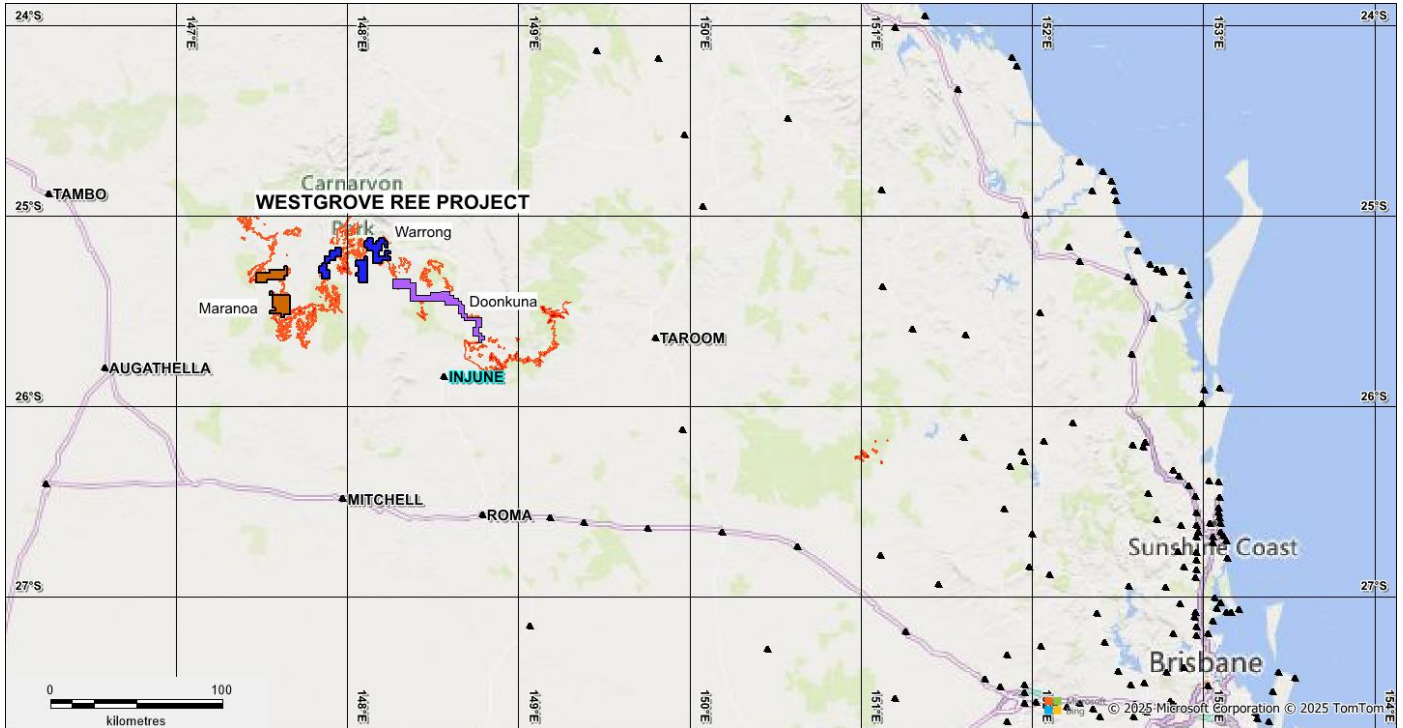 24°S
147°E
148°E
149°E
150°E
151°E
152°E
153°E
24°S
TAMBO
Carnarvon
WESTGROVE REE PROJECT
Park
25°S
25°S
Warrong
Maranoa
Doonkuna
TAROOM
AUGATHELLA
INJUNE
26°S
26°S
MITCHELL
ROMA
Sunshine Coast
27°S
27°S
Brisbane
0 100
kilometres
148°E
149°E
150°E
151°E
152°E
153°E
154°E
Microsoft
Bing
© 2025 Microsoft Corporation © 2025 TomTom